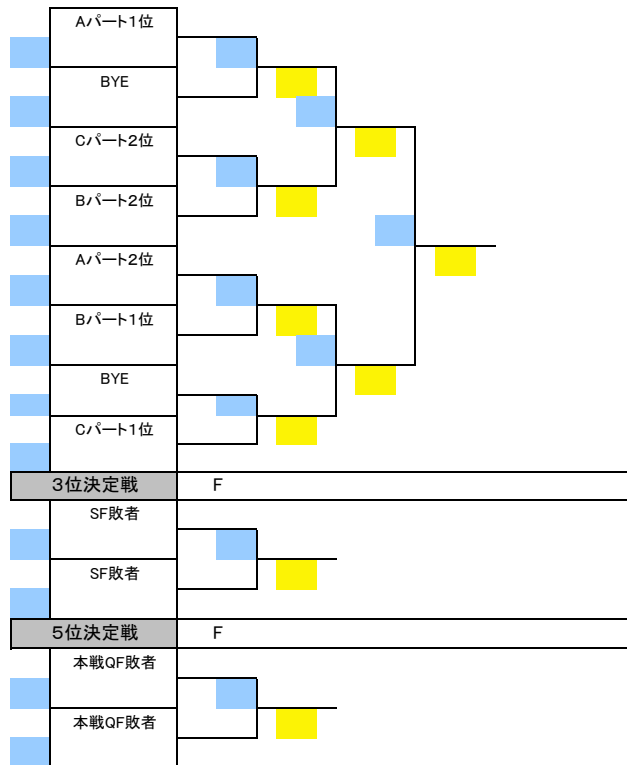 Aパート1位
BYE
Cパート2位
Bパート2位
Aパート2位
Bパート1位
BYE
Cパート1位
3位決定戦 F
SF敗者
SF敗者
5位決定戦 F
本戦QF敗者
本戦QF敗者